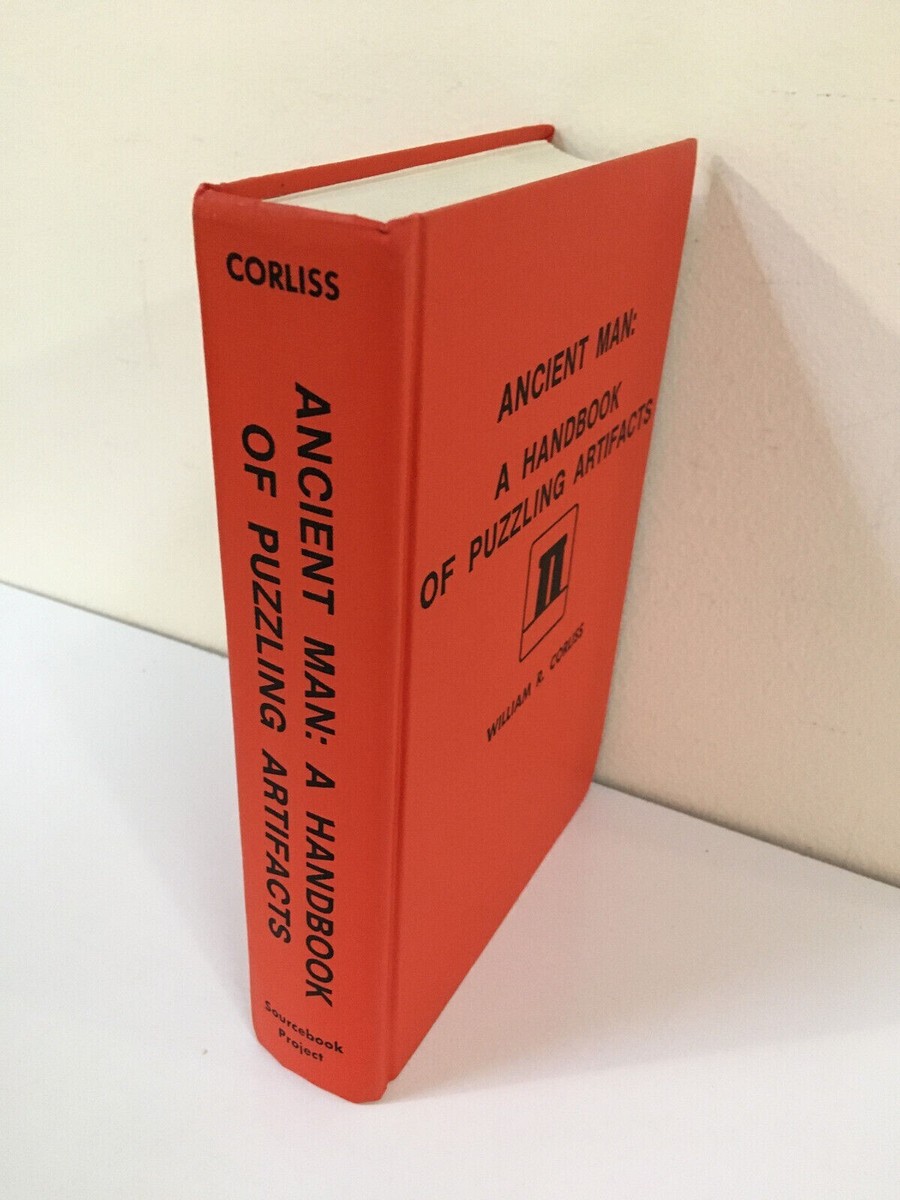 CORLISS
ANCIENT MAN: A HANDBOOK
OF PUZZLING ARTIFACTS
Sourcebook
Project
ANCIENT MAN:
A HANDBOOK
OF PUZZLING ARTIFACTS
WILLIAM R. CORLISS